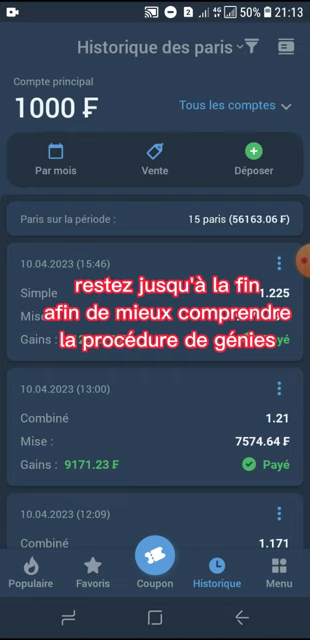 50% 21:13
Historique des paris
Compte principal
1000 ₣
Tous les comptes
Par mois
Vente
Déposer
Paris sur la période :
15 paris (56163.06 ₣)
10.04.2023 (15:46)
restez jusqu'à la fin
Simple
1.225
afin de mieux comprendre
la procédure de génies
Gains :
Payé
10.04.2023 (13:00)
Combiné
1.21
Mise :
7574.64 ₣
Gains : 9171.23 ₣
Payé
10.04.2023 (12:09)
Combiné
1.171
Populaire
Favoris
Coupon
Historique
Menu